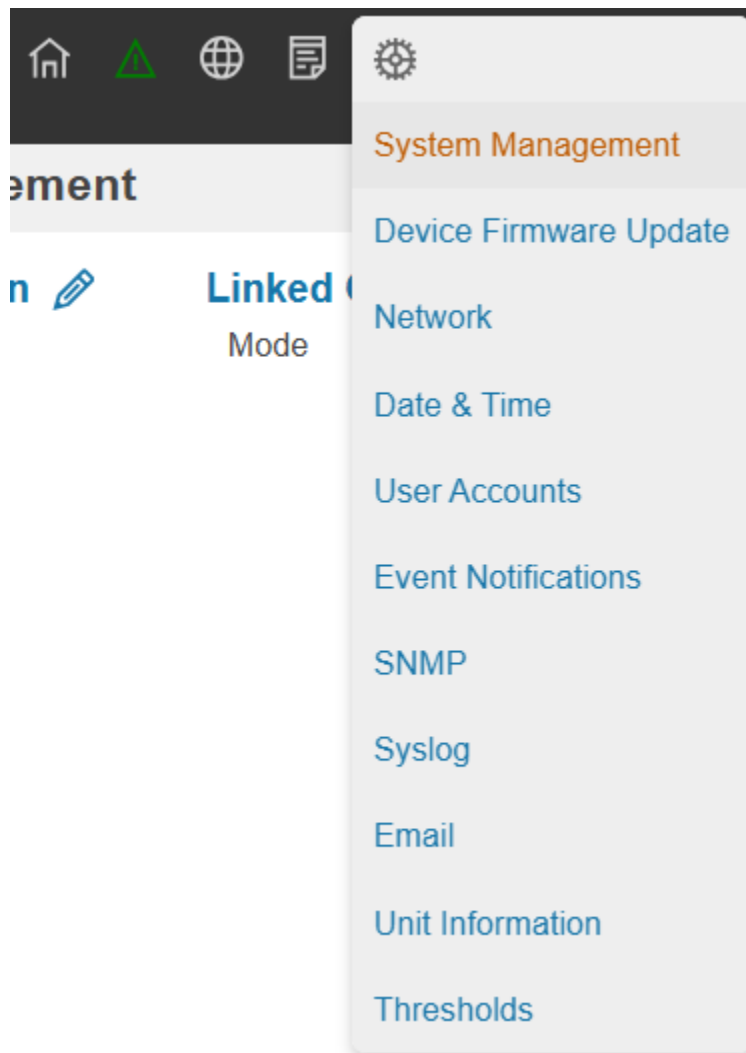 System Management
ement
Device Firmware Update
n
Linked
Network
Mode
Date & Time
User Accounts
Event Notifications
SNMP
Syslog
Email
Unit Information
Thresholds